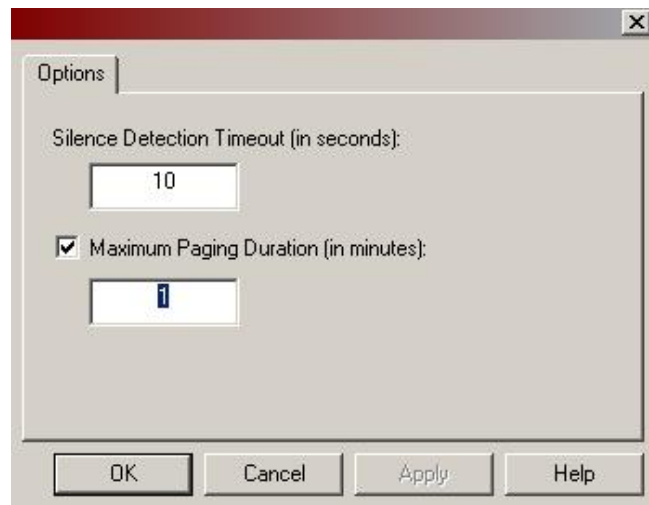 Options
Silence Detection Timeout (in seconds):
10
Maximum Paging Duration (in minutes):
1
OK Cancel Apply Help